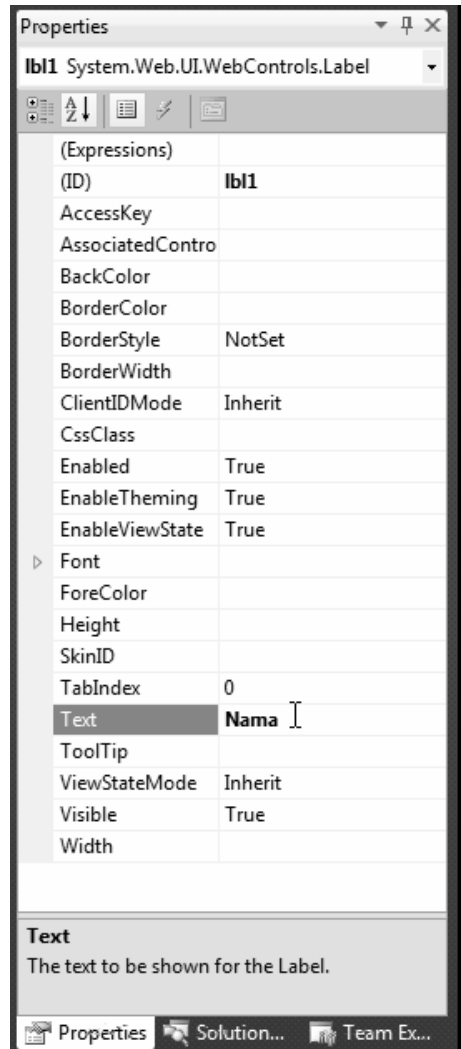 Properties
lbl1 System.Web.UI.WebControls.Label
(Expressions)
(ID) lbl1
AccessKey
AssociatedContro
BackColor
BorderColor
BorderStyle NotSet
BorderWidth
ClientIDMode Inherit
CssClass
Enabled True
EnableTheming True
EnableViewState True
Font
ForeColor
Height
SkinID
TabIndex 0
Text Nama
ToolTip
ViewStateMode Inherit
Visible True
Width
Text
The text to be shown for the Label.
Properties Solution... Team Ex...